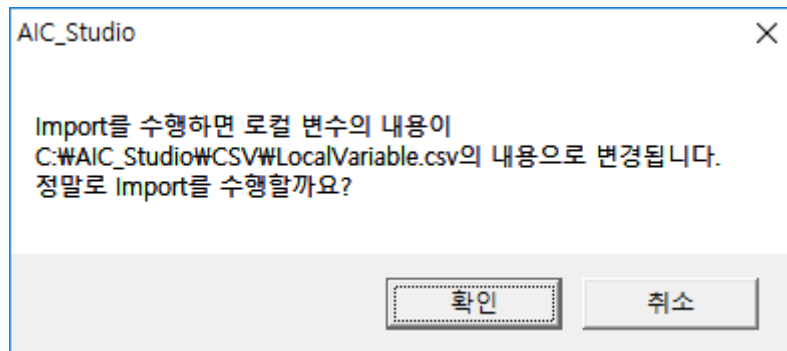 AIC_Studio
Import를 수행하면 로컬 변수의 내용이
C:₩AIC_Studio₩CSV₩LocalVariable.csv의 내용으로 변경됩니다.
정말로 Import를 수행할까요?
확인
취소